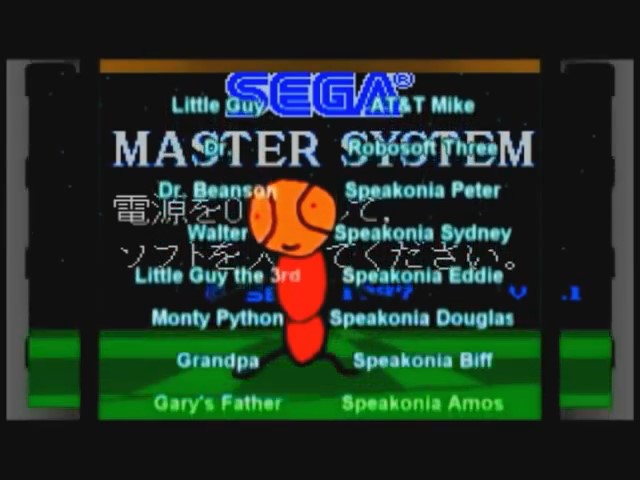 SEGA®
Little Guy AT&T Mike
MASTER SYSTEM
Dr. Robosoft Three
Dr. Beanson Speakonia Peter
電源を て,
Walter Speakonia Sydney
ソフトを てください。
Little Guy the 3rd Speakonia Eddie
Monty Python Speakonia Douglas
Grandpa Speakonia Biff
Gary's Father Speakonia Amos